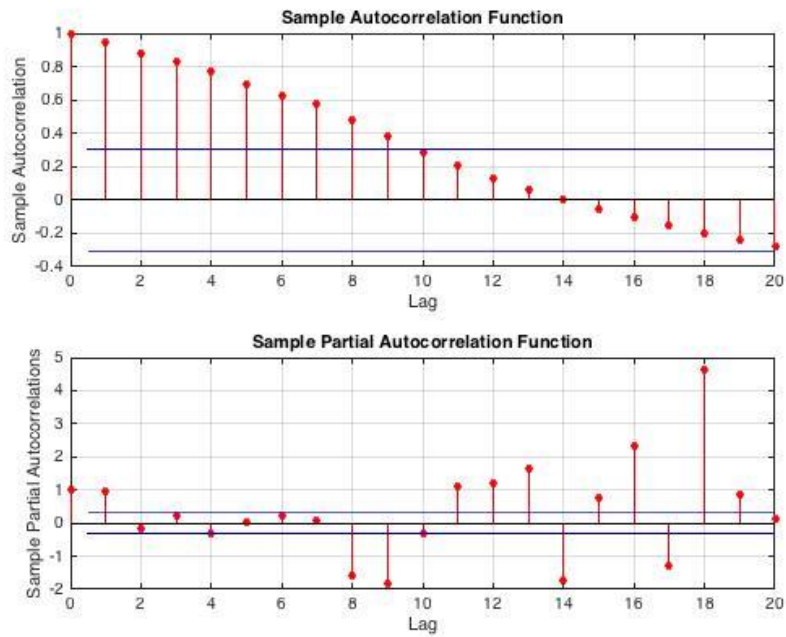 Sample Autocorrelation Function
Sample Autocorrelation
1
0.8
0.6
0.4
0.2
0
-0.2
-0.4
0 2 4 6 8 10 12 14 16 18 20
Lag
Sample Partial Autocorrelation Function
Sample Partial Autocorrelations
5
4
3
2
1
0
-1
-2
0 2 4 6 8 10 12 14 16 18 20
Lag